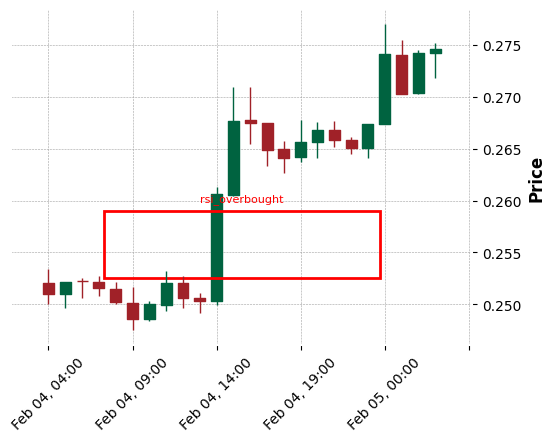 0.275
0.270
0.265
0.260
0.255
0.250
Price
rsi_overbought
Feb 04, 04:00
Feb 04, 09:00
Feb 04, 14:00
Feb 04, 19:00
Feb 05, 00:00